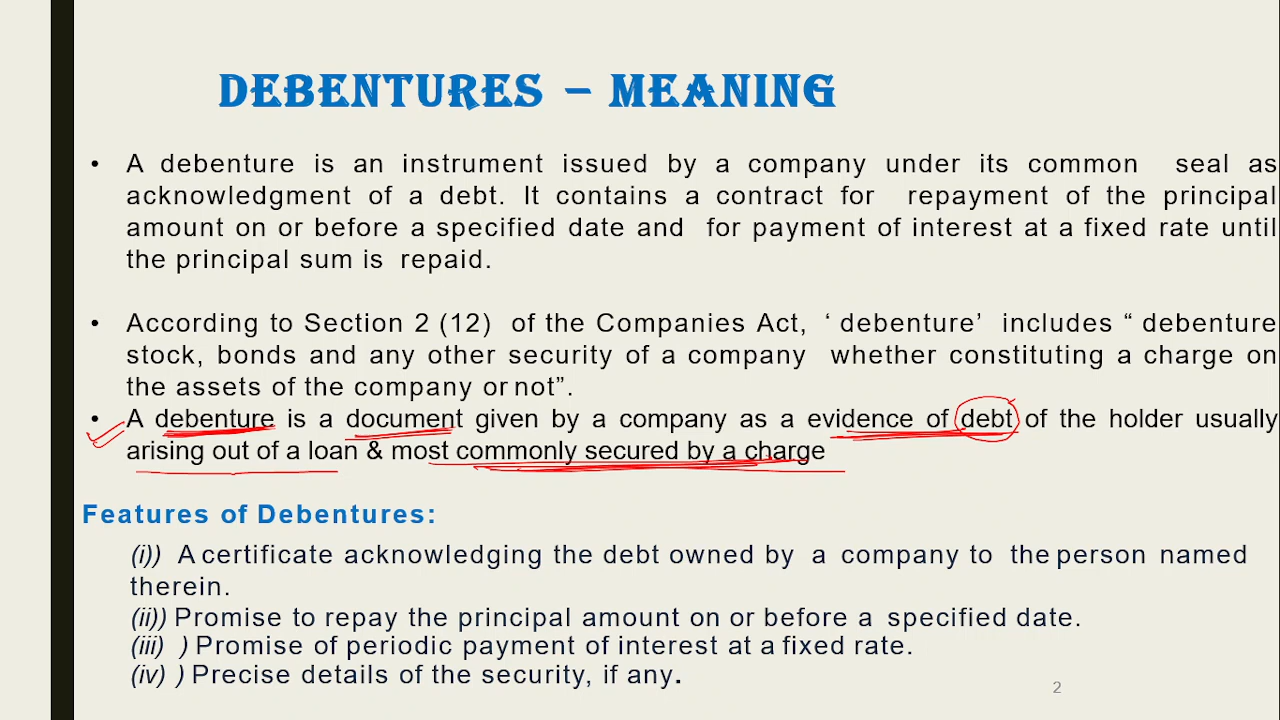 DEBENTURES – MEANING
• A debenture is an instrument issued by a company under its common seal as
acknowledgment of a debt. It contains a contract for repayment of the principal
amount on or before a specified date and for payment of interest at a fixed rate until
the principal sum is repaid.
• According to Section 2 (12) of the Companies Act, ‘ debenture’ includes “ debenture
stock, bonds and any other security of a company whether constituting a charge on
the assets of the company or not”.
• A debenture is a document given by a company as a evidence of debt of the holder usually
arising out of a loan & most commonly secured by a charge
Features of Debentures:
(i)) A certificate acknowledging the debt owned by a company to the person named
therein.
(ii)) Promise to repay the principal amount on or before a specified date.
(iii) ) Promise of periodic payment of interest at a fixed rate.
(iv) ) Precise details of the security, if any.
2